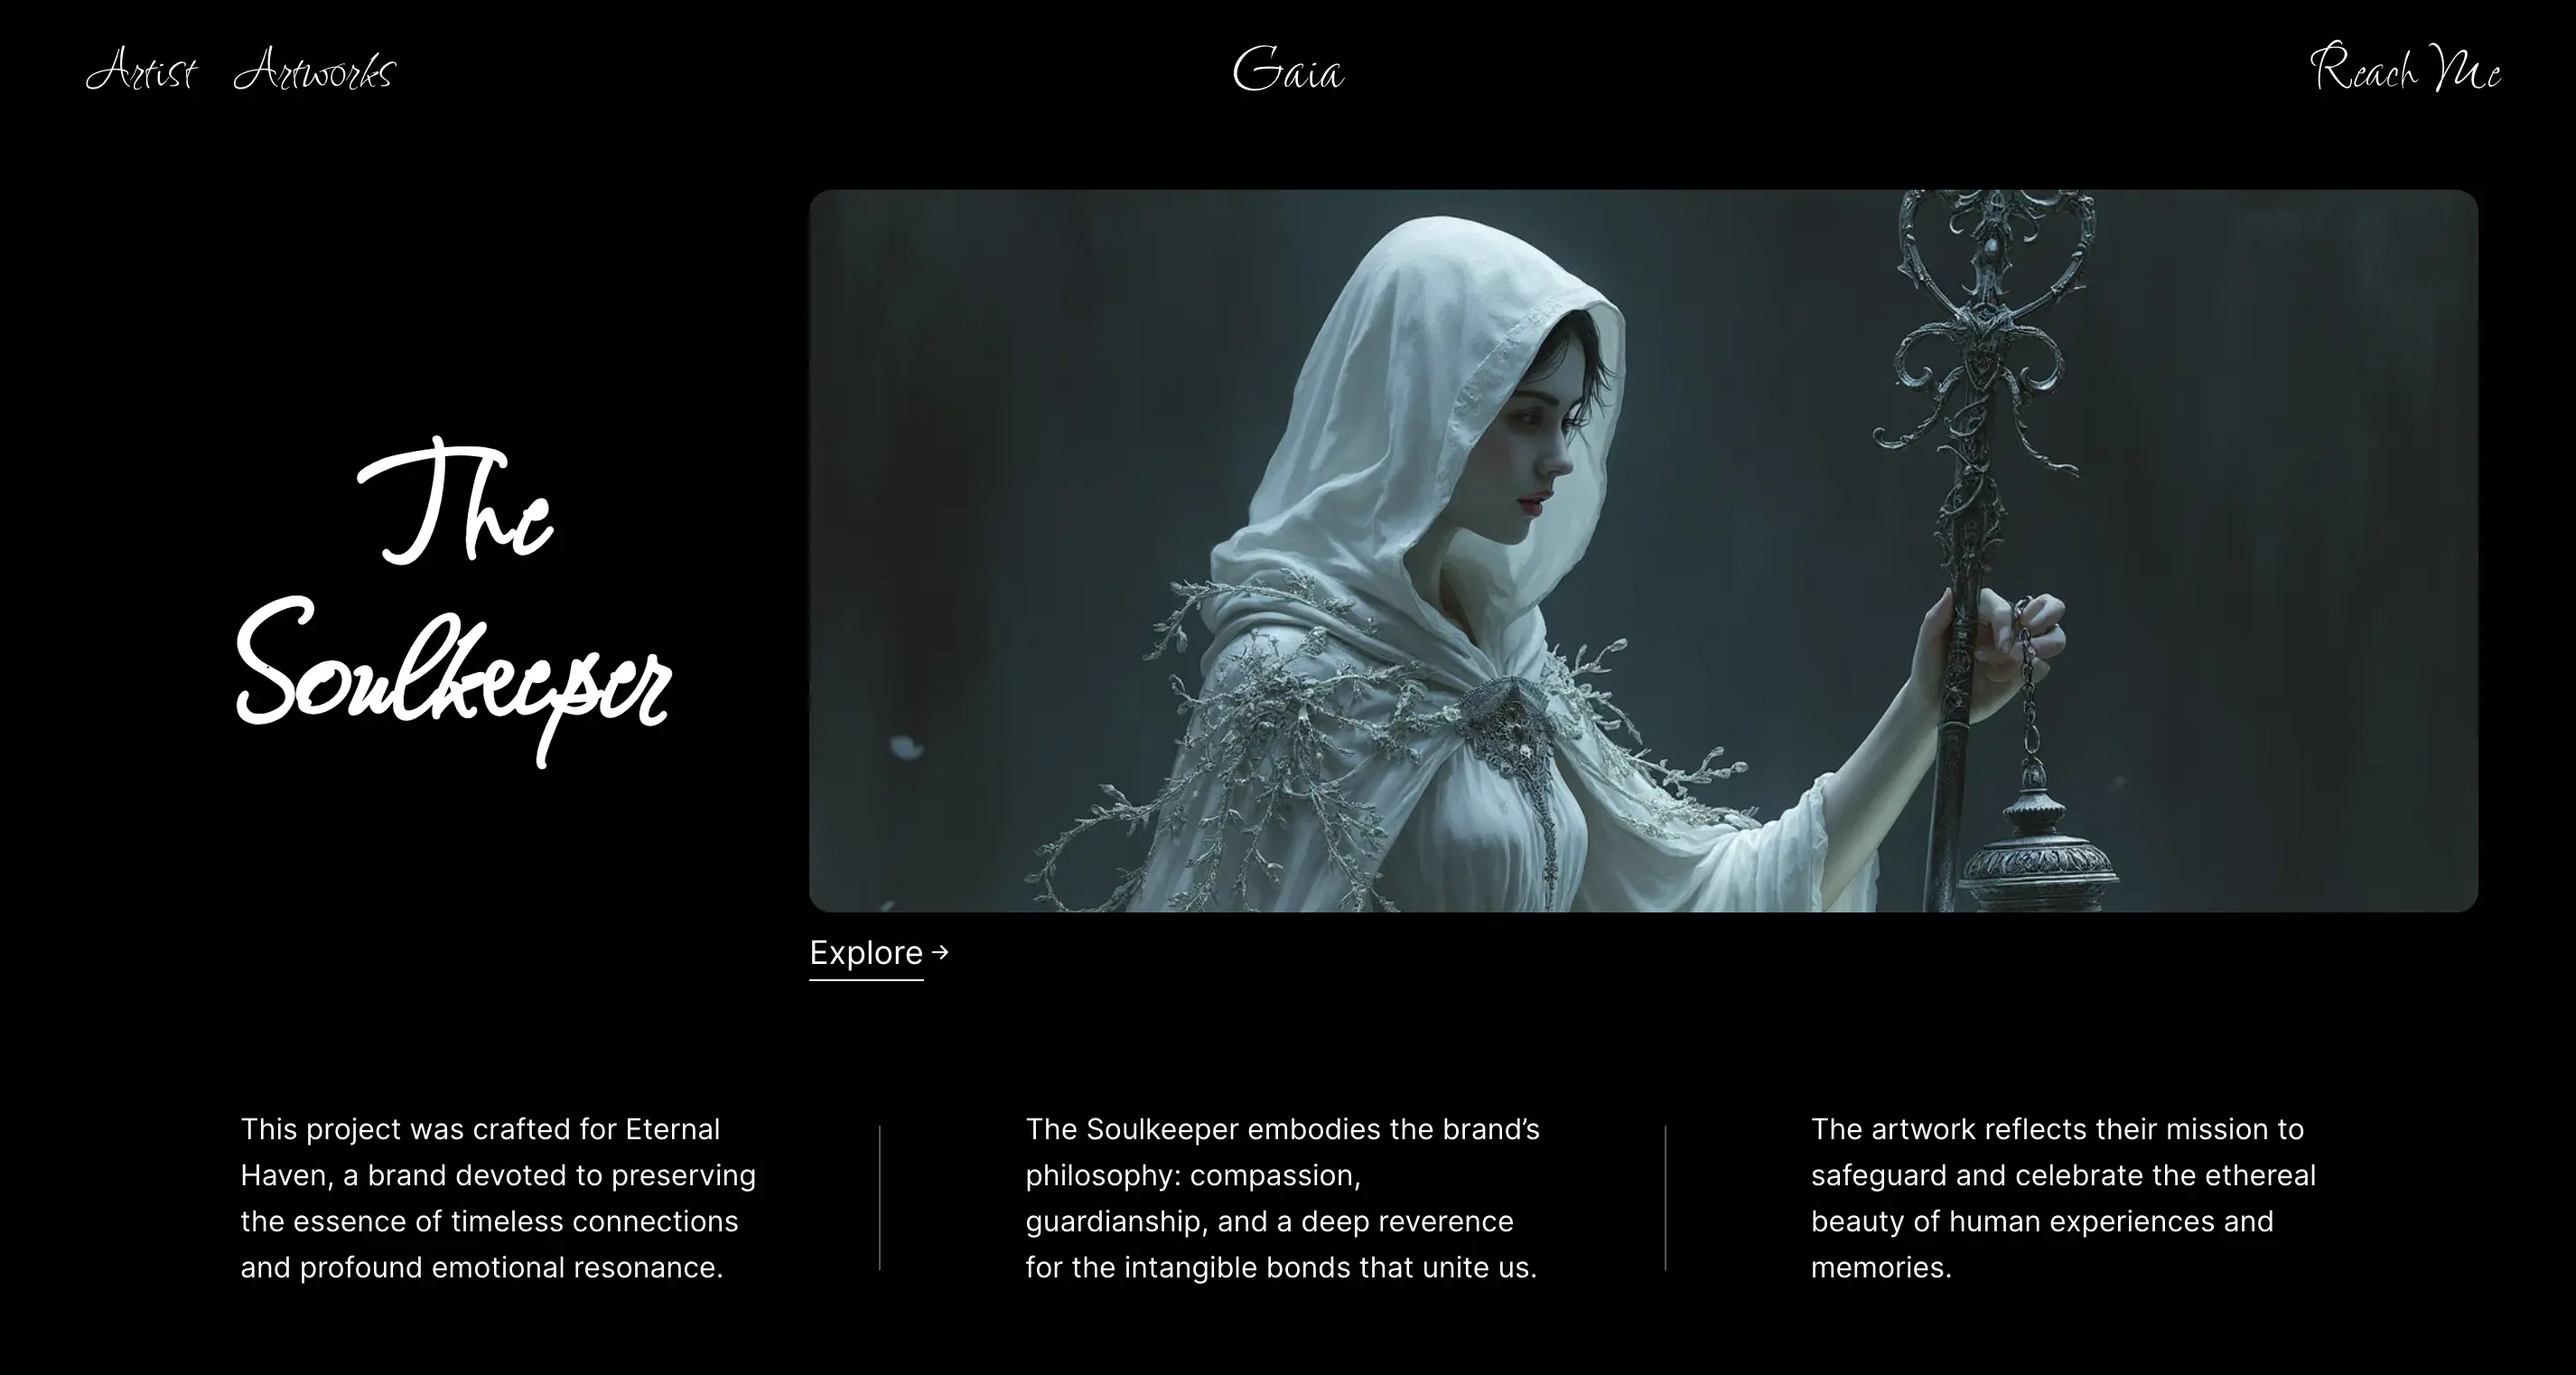 Artist Artworks Gaia Reach Me
The
Soulkeeper
Explore →
This project was crafted for Eternal
Haven, a brand devoted to preserving
the essence of timeless connections
and profound emotional resonance.
The Soulkeeper embodies the brand’s
philosophy: compassion,
guardianship, and a deep reverence
for the intangible bonds that unite us.
The artwork reflects their mission to
safeguard and celebrate the ethereal
beauty of human experiences and
memories.